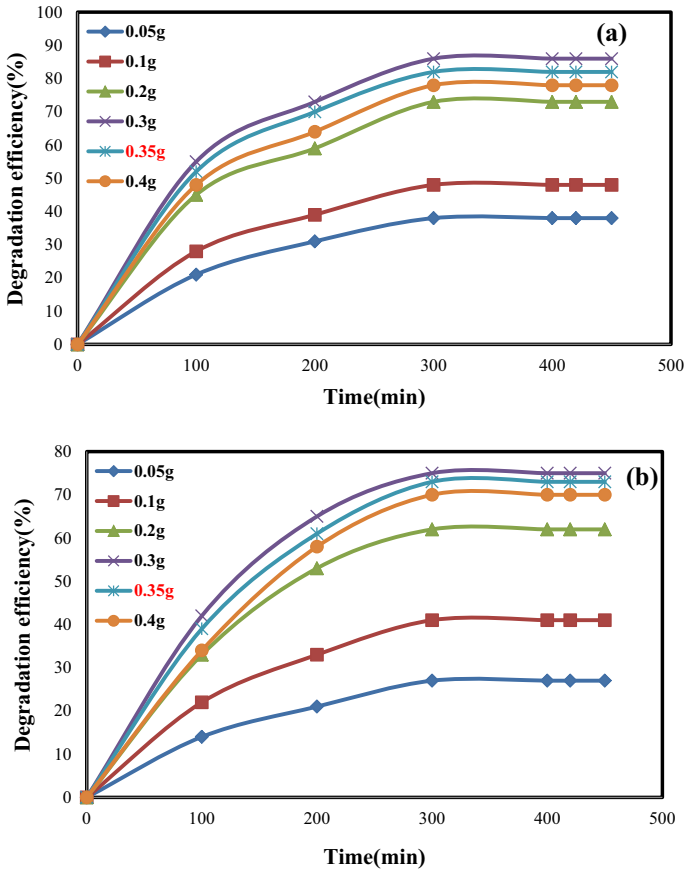 (a)
Degradation efficiency(%)
100
90
80
70
60
50
40
30
20
10
0
0.05g
0.1g
0.2g
0.3g
0.35g
0.4g
0 100 200 300 400 500
Time(min)
(b)
Degradation efficiency(%)
80
70
60
50
40
30
20
10
0
0.05g
0.1g
0.2g
0.3g
0.35g
0.4g
0 100 200 300 400 500
Time(min)